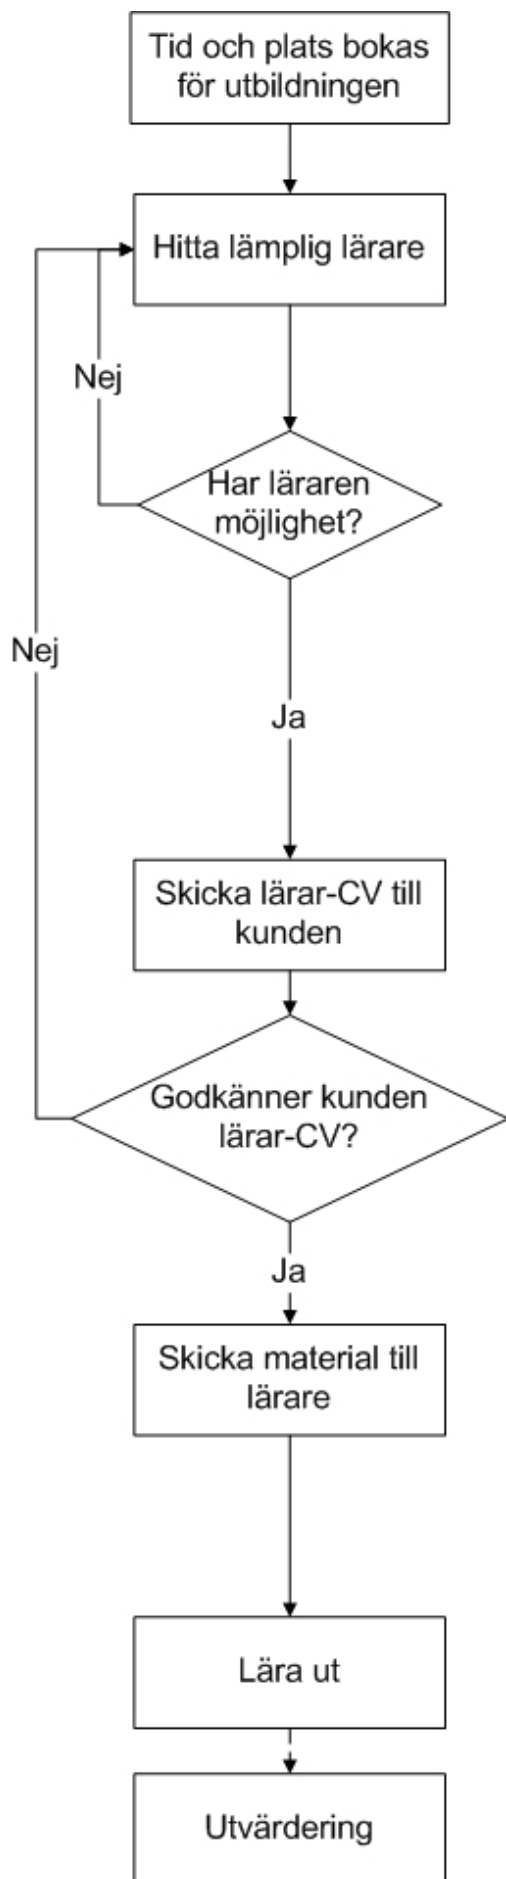 Tid och plats bokas
för utbildningen
Hitta lämplig lärare
Nej
Har läraren
möjlighet?
Nej
Ja
Skicka lärar-CV till
kunden
Godkänner kunden
lärar-CV?
Ja
Skicka material till
lärare
Lära ut
Utvärdering